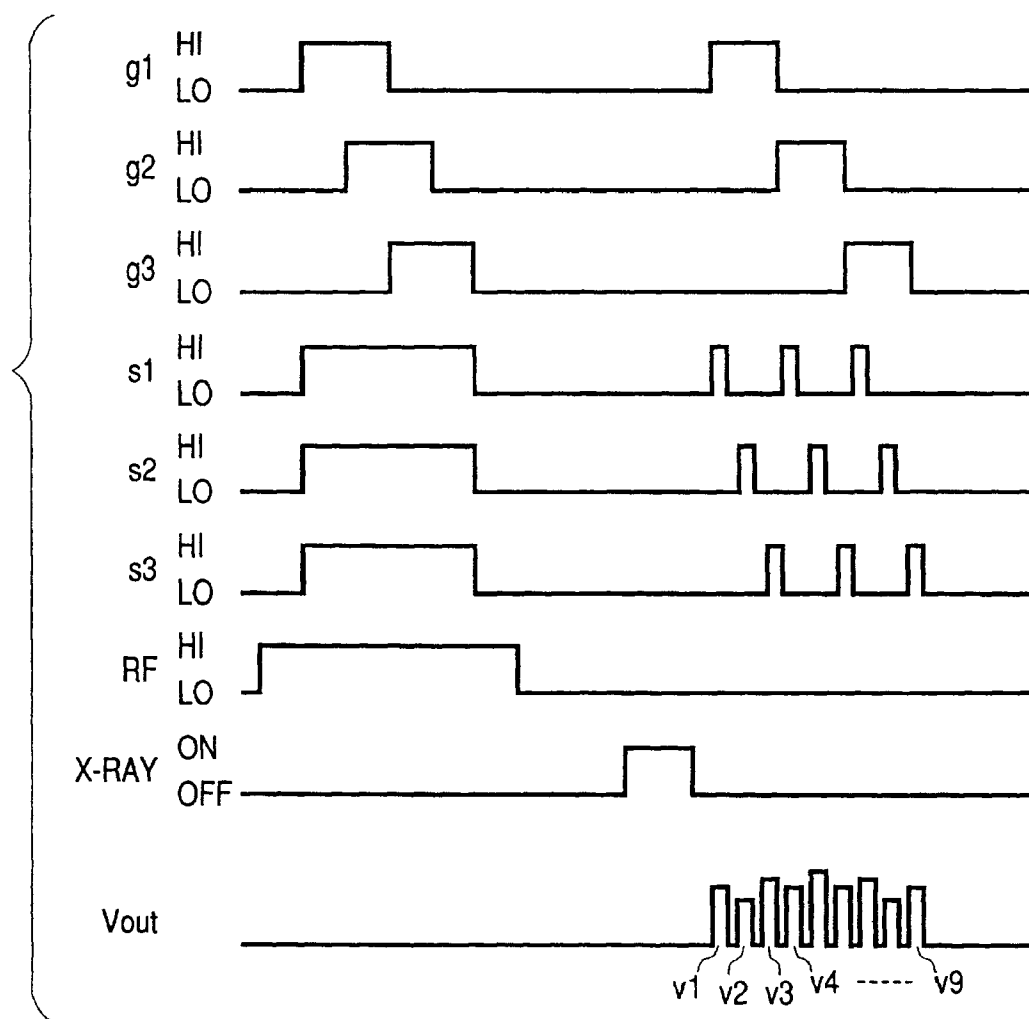 g1 HI
LO
g2 HI
LO
g3 HI
LO
s1 HI
LO
s2 HI
LO
s3 HI
LO
RF HI
LO
X-RAY ON
OFF
Vout
v1 v2 v3 v4 ----- v9